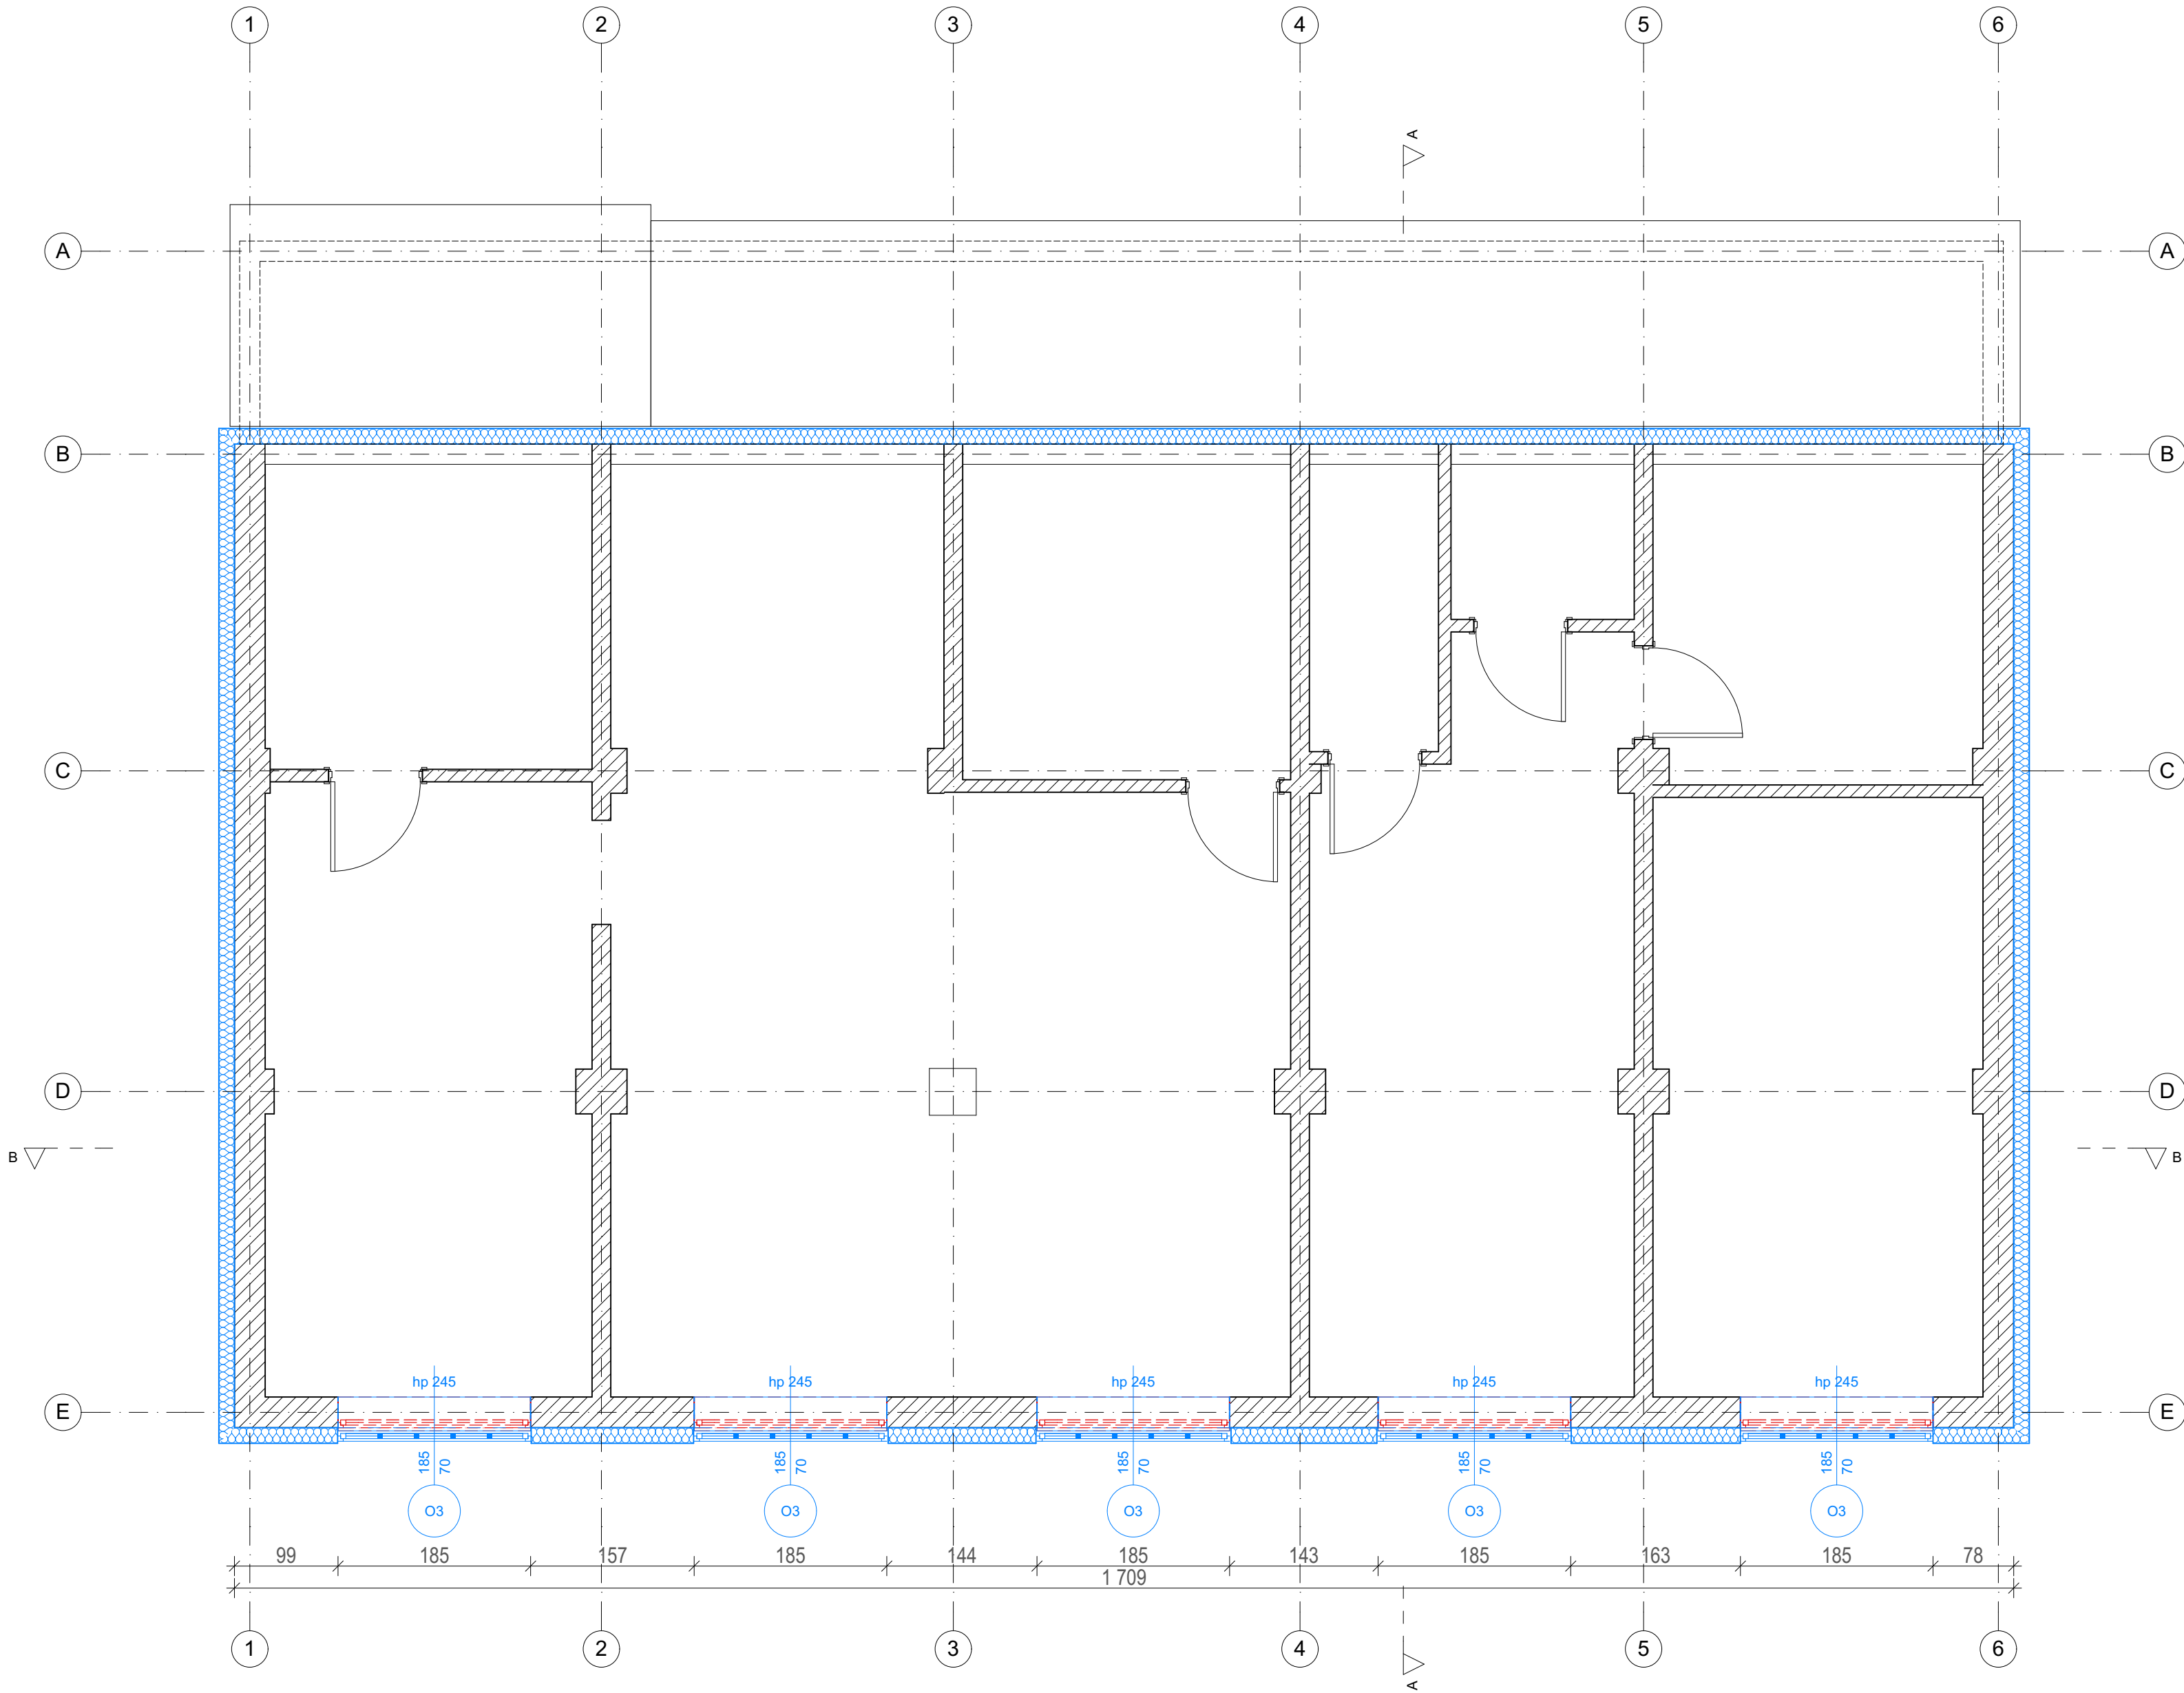 1 2 3 4 5 6
A
A A
B B
C C
D D
B B
hp 245 hp 245 hp 245 hp 245 hp 245
E E
185 185 185 185 185
70 70 70 70 70
O3 O3 O3 O3 O3
99 185 157 185 144 185 143 185 163 185 78
1 709
1 2 3 4 5 6
A